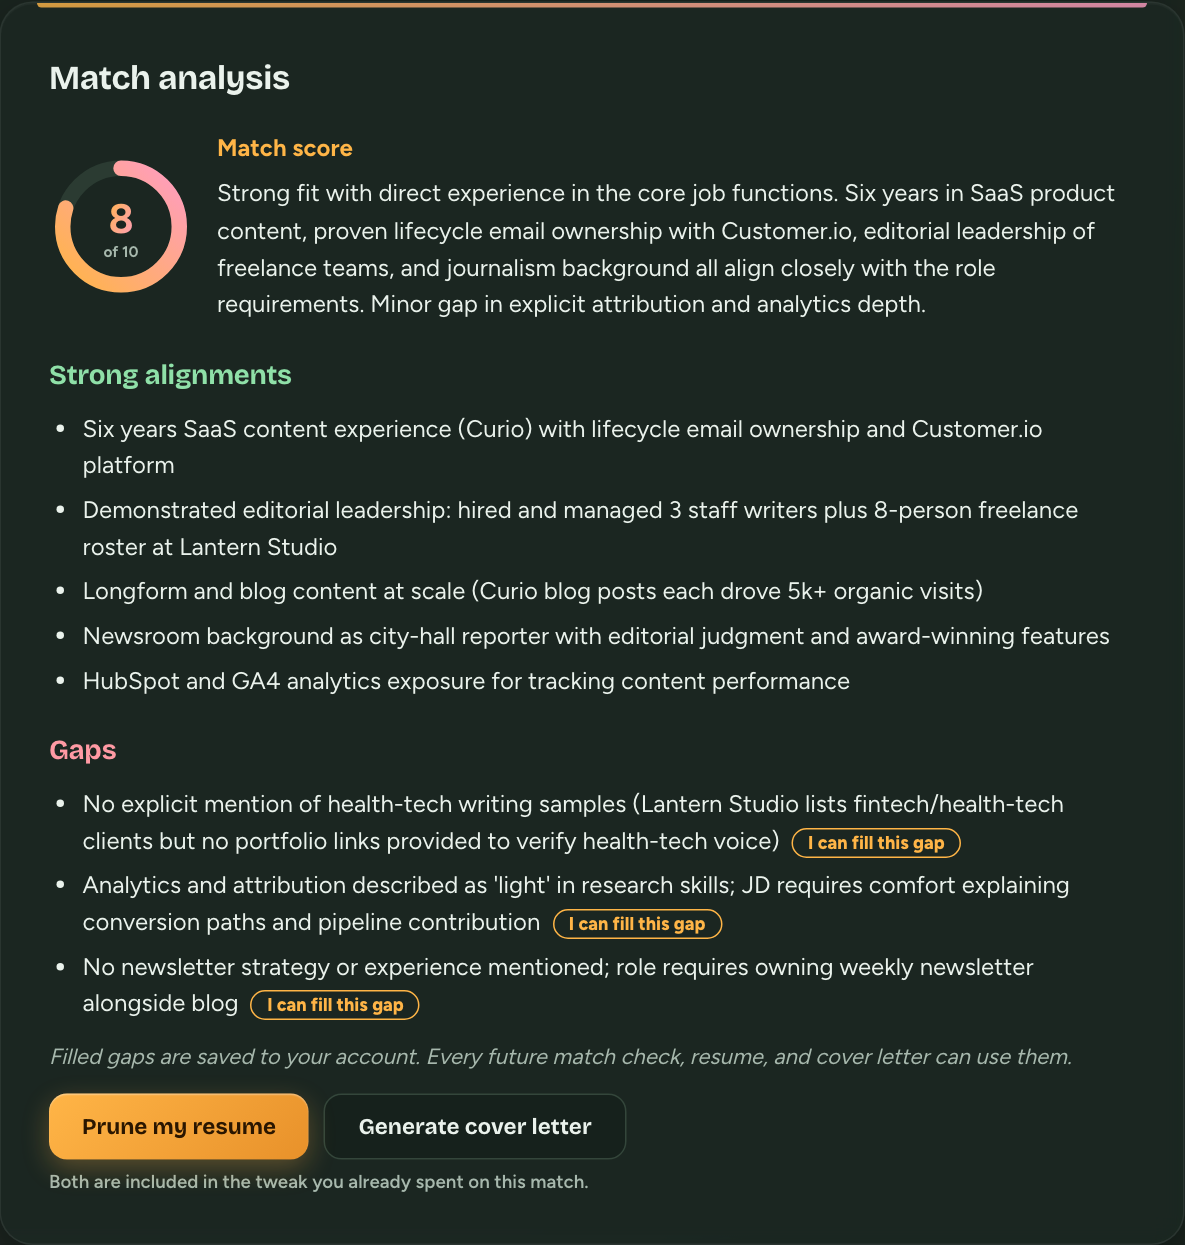 Match analysis
Match score
8
of 10
Strong fit with direct experience in the core job functions. Six years in SaaS product
content, proven lifecycle email ownership with Customer.io, editorial leadership of
freelance teams, and journalism background all align closely with the role
requirements. Minor gap in explicit attribution and analytics depth.
Strong alignments
• Six years SaaS content experience (Curio) with lifecycle email ownership and Customer.io
platform
• Demonstrated editorial leadership: hired and managed 3 staff writers plus 8-person freelance
roster at Lantern Studio
• Longform and blog content at scale (Curio blog posts each drove 5k+ organic visits)
• Newsroom background as city-hall reporter with editorial judgment and award-winning features
• HubSpot and GA4 analytics exposure for tracking content performance
Gaps
• No explicit mention of health-tech writing samples (Lantern Studio lists fintech/health-tech
clients but no portfolio links provided to verify health-tech voice) I can fill this gap
• Analytics and attribution described as 'light' in research skills; JD requires comfort explaining
conversion paths and pipeline contribution I can fill this gap
• No newsletter strategy or experience mentioned; role requires owning weekly newsletter
alongside blog I can fill this gap
Filled gaps are saved to your account. Every future match check, resume, and cover letter can use them.
Prune my resume Generate cover letter
Both are included in the tweak you already spent on this match.